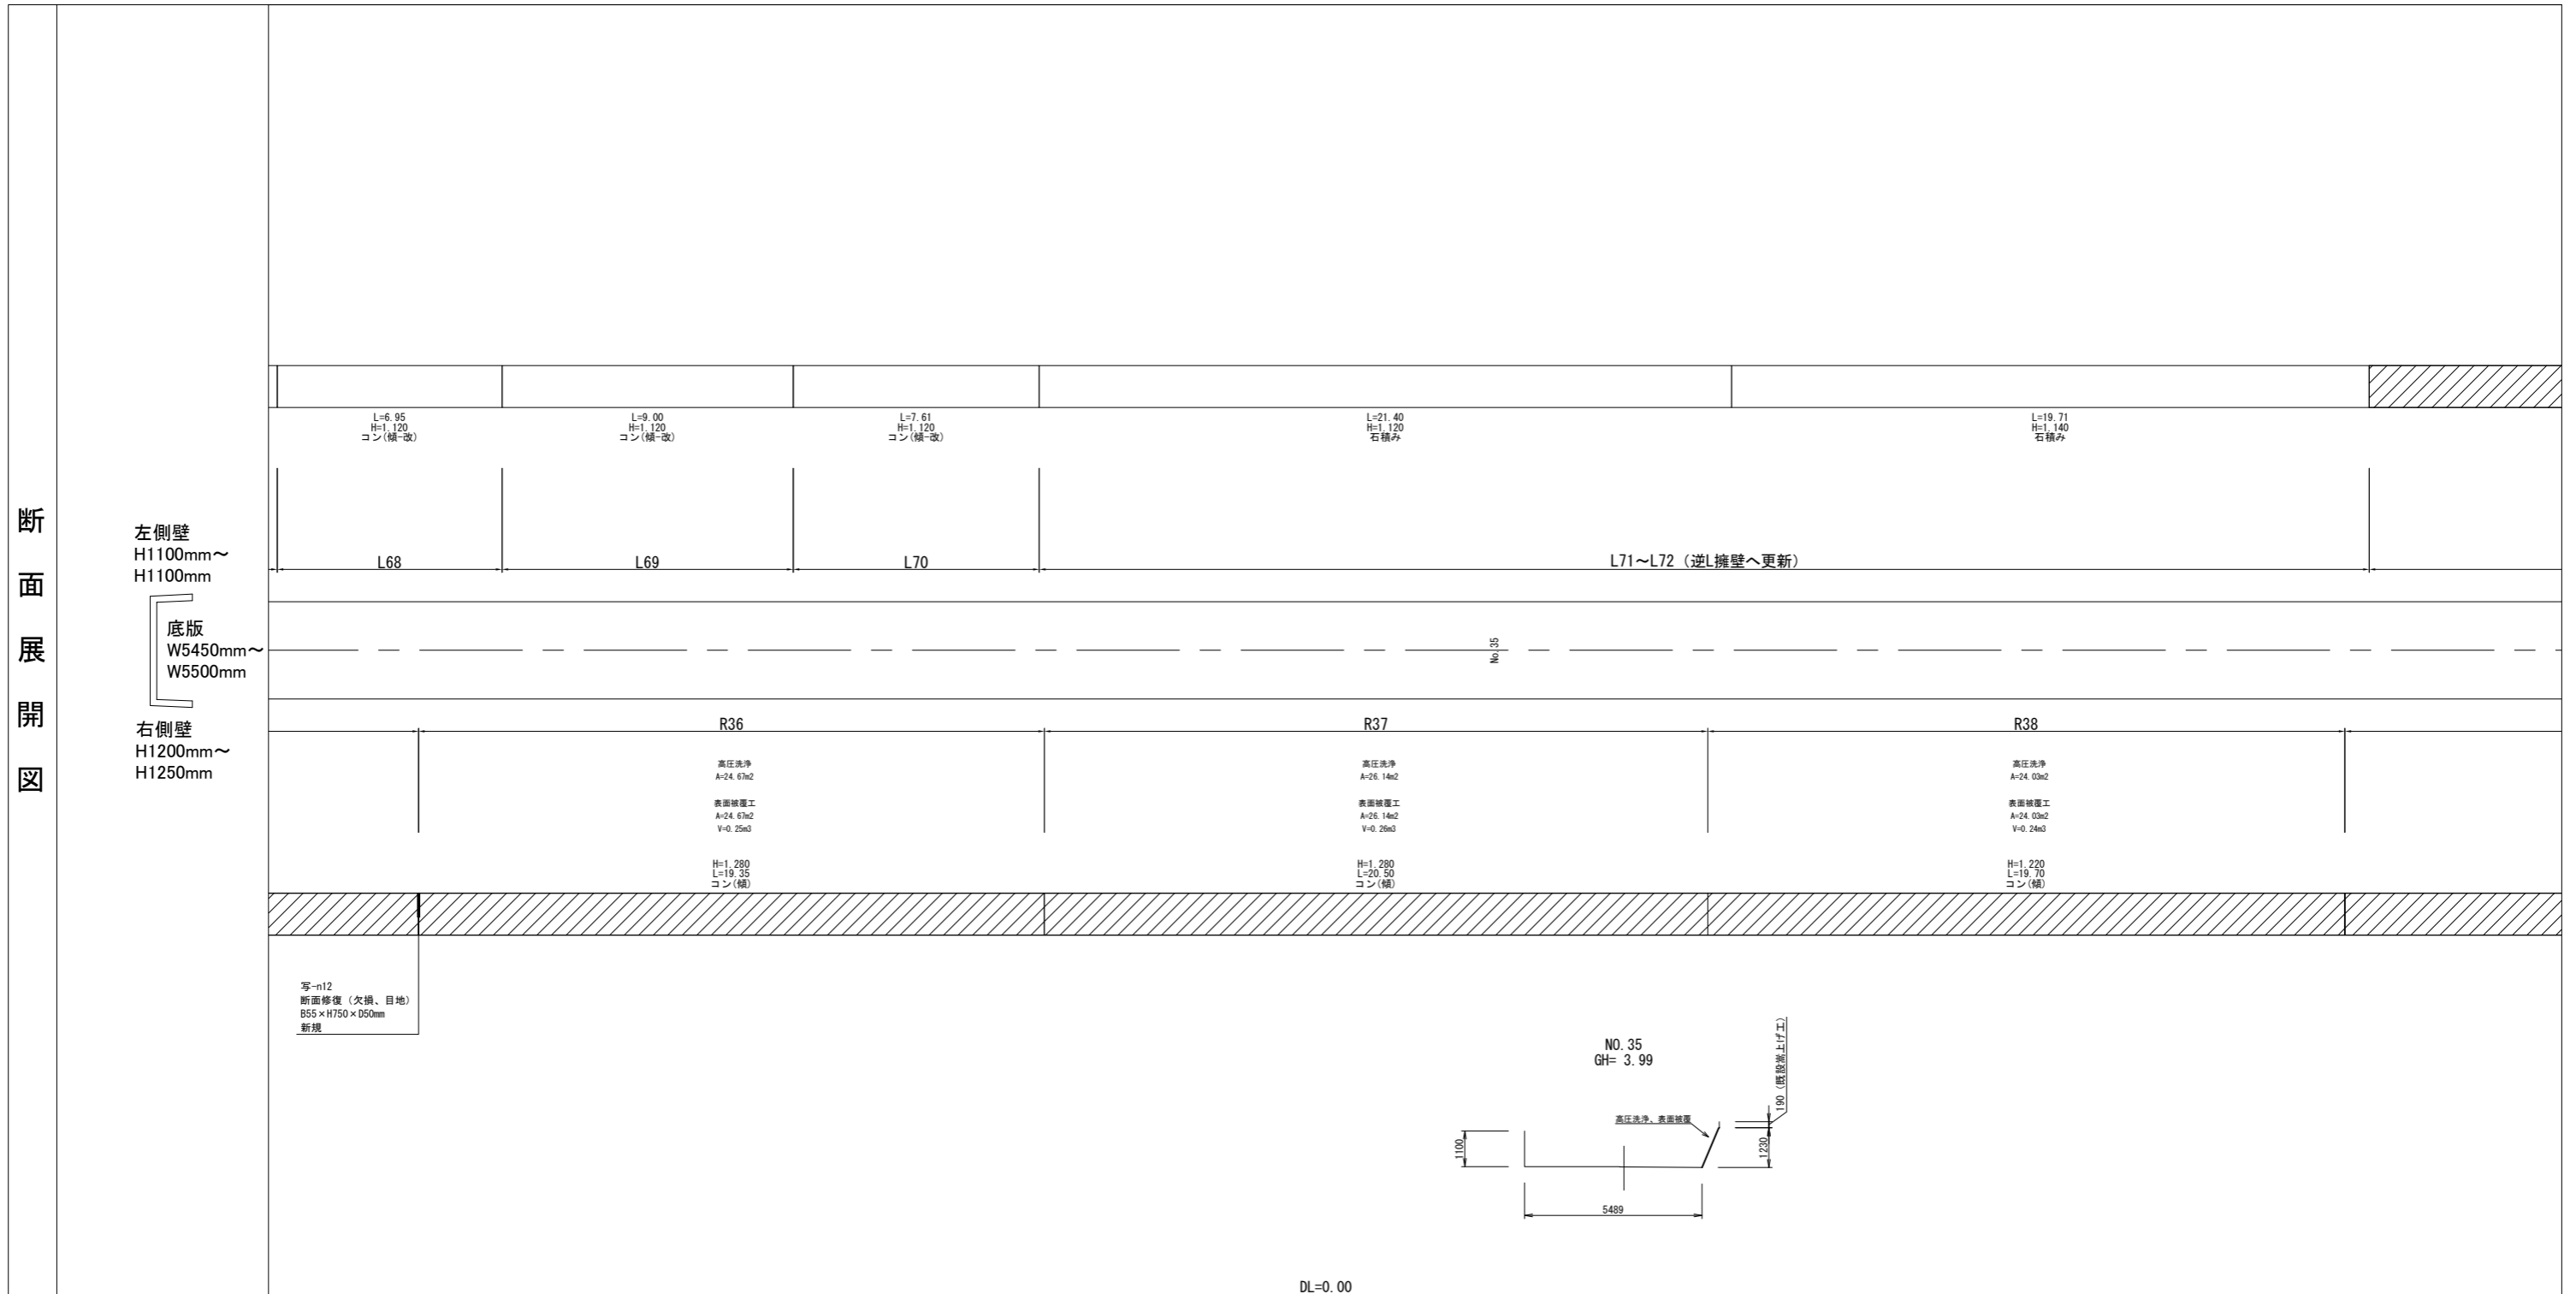 断面展開図
左側壁
H1100mm～
H1100mm
底版
W5450mm～
W5500mm
右側壁
H1200mm～
H1250mm
L=6.95
H=1.120
コン(傾-改)
L=9.00
H=1.120
コン(傾-改)
L=7.61
H=1.120
コン(傾-改)
L=21.40
H=1.120
石積み
L=19.71
H=1.140
石積み
L68
L69
L70
L71～L72（逆L擁壁へ更新）
No.35
R36
R37
R38
高圧洗浄
A=24.67m2
表面被覆工
A=24.67m2
V=0.25m3
H=1.280
L=19.35
コン(傾)
高圧洗浄
A=26.14m2
表面被覆工
A=26.14m2
V=0.26m3
H=1.280
L=20.50
コン(傾)
高圧洗浄
A=24.03m2
表面被覆工
A=24.03m2
V=0.24m3
H=1.220
L=19.70
コン(傾)
写-n12
断面修復（欠損、目地）
B55×H750×D50mm
新規
NO.35
GH= 3.99
高圧洗浄、表面被覆
190（既設嵩上げ工）
1100
1230
5489
DL=0.00